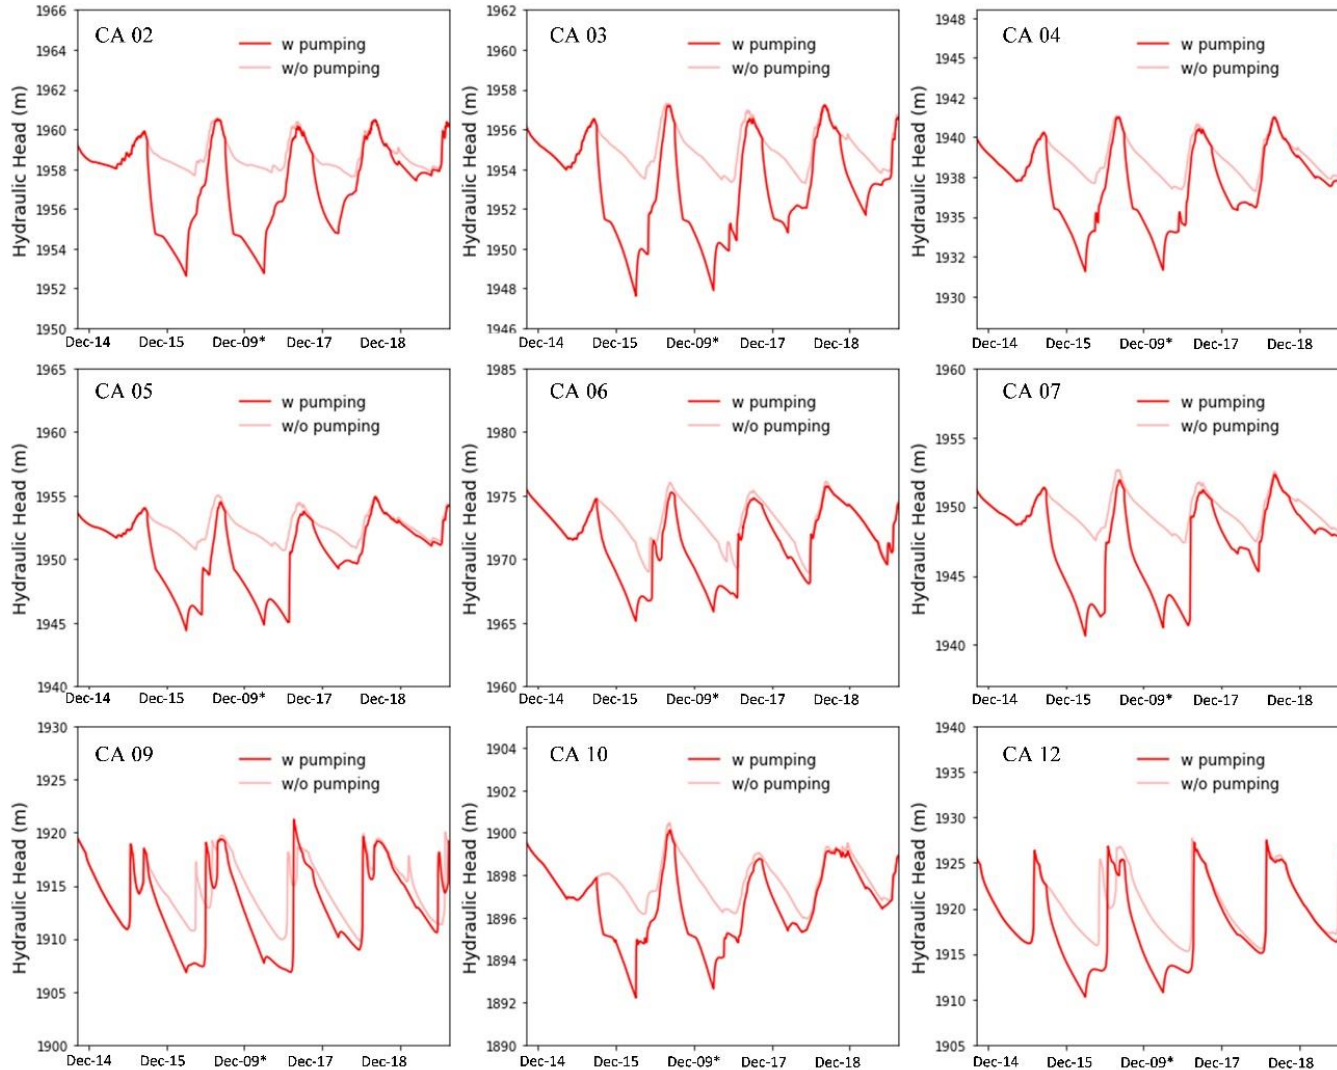 CA 02
w pumping
w/o pumping
Hydraulic Head (m)
1966
1964
1962
1960
1958
1956
1954
1952
1950
Dec-14 Dec-15 Dec-09* Dec-17 Dec-18
CA 03
w pumping
w/o pumping
Hydraulic Head (m)
1962
1960
1958
1956
1954
1952
1950
1948
1946
Dec-14 Dec-15 Dec-09* Dec-17 Dec-18
CA 04
w pumping
w/o pumping
Hydraulic Head (m)
1948
1945
1942
1940
1938
1935
1932
1930
Dec-14 Dec-15 Dec-09* Dec-17 Dec-18
CA 05
w pumping
w/o pumping
Hydraulic Head (m)
1965
1960
1955
1950
1945
1940
Dec-14 Dec-15 Dec-09* Dec-17 Dec-18
CA 06
w pumping
w/o pumping
Hydraulic Head (m)
1985
1980
1975
1970
1965
1960
Dec-14 Dec-15 Dec-09* Dec-17 Dec-18
CA 07
w pumping
w/o pumping
Hydraulic Head (m)
1960
1955
1950
1945
1940
Dec-14 Dec-15 Dec-09* Dec-17 Dec-18
CA 09
w pumping
w/o pumping
Hydraulic Head (m)
1930
1925
1920
1915
1910
1905
1900
Dec-14 Dec-15 Dec-09* Dec-17 Dec-18
CA 10
w pumping
w/o pumping
Hydraulic Head (m)
1904
1902
1900
1898
1896
1894
1892
1890
Dec-14 Dec-15 Dec-09* Dec-17 Dec-18
CA 12
w pumping
w/o pumping
Hydraulic Head (m)
1940
1935
1930
1925
1920
1915
1910
1905
Dec-14 Dec-15 Dec-09* Dec-17 Dec-18